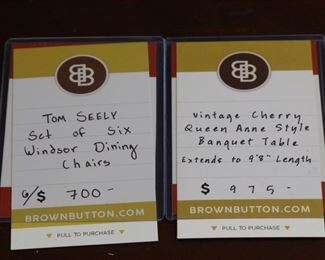 BB
TOM SEELY
Set of Six
Windsor Dining
Chairs
6/$ 700-
BROWNBUTTON.COM
PULL TO PURCHASE
BB
Vintage Cherry
Queen Anne Style
Banquet Table
Extends to 9'8" Length
$ 975-
BROWNBUTTON.COM
PULL TO PURCHASE